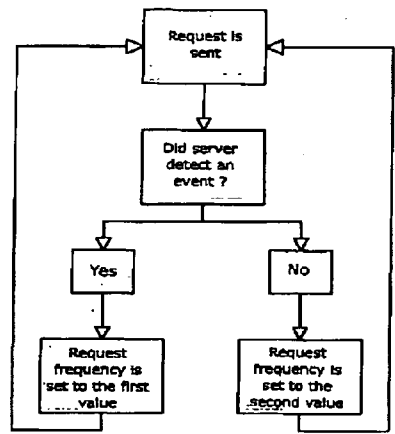 Request is
sent
Did server
detect an
event ?
Yes
No
Request
frequency is
set to the first
value
Request
frequency is
set to the
second value